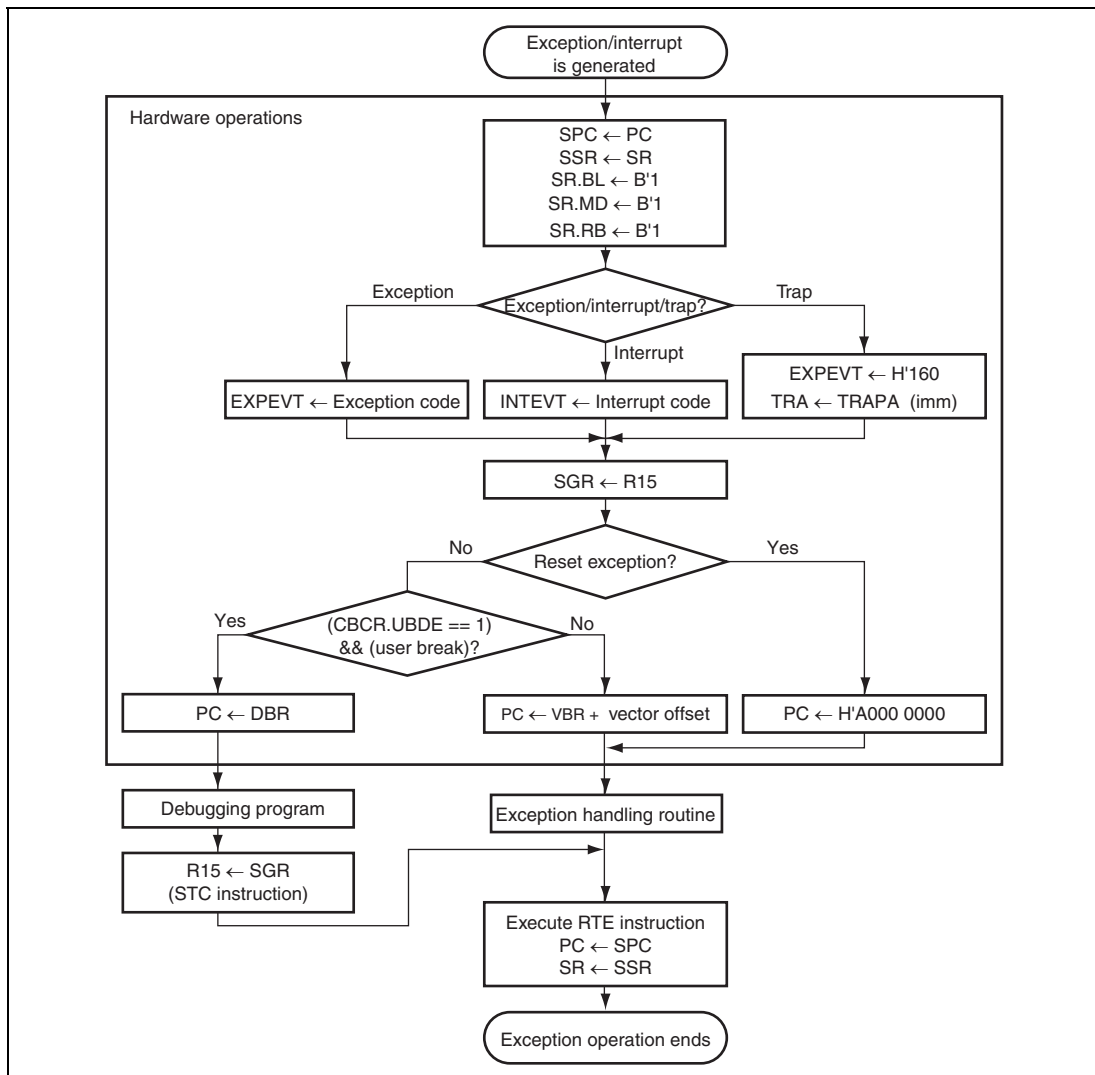 Exception/interrupt
is generated
Hardware operations
SPC ← PC
SSR ← SR
SR.BL ← B'1
SR.MD ← B'1
SR.RB ← B'1
Exception
Exception/interrupt/trap?
Trap
Interrupt
EXPEVT ← Exception code
INTEVT ← Interrupt code
EXPEVT ← H'160
TRA ← TRAPA (imm)
SGR ← R15
No
Reset exception?
Yes
Yes
(CBCR.UBDE == 1)
&& (user break)?
No
PC ← DBR
PC ← VBR + vector offset
PC ← H'A000 0000
Debugging program
Exception handling routine
R15 ← SGR
(STC instruction)
Execute RTE instruction
PC ← SPC
SR ← SSR
Exception operation ends